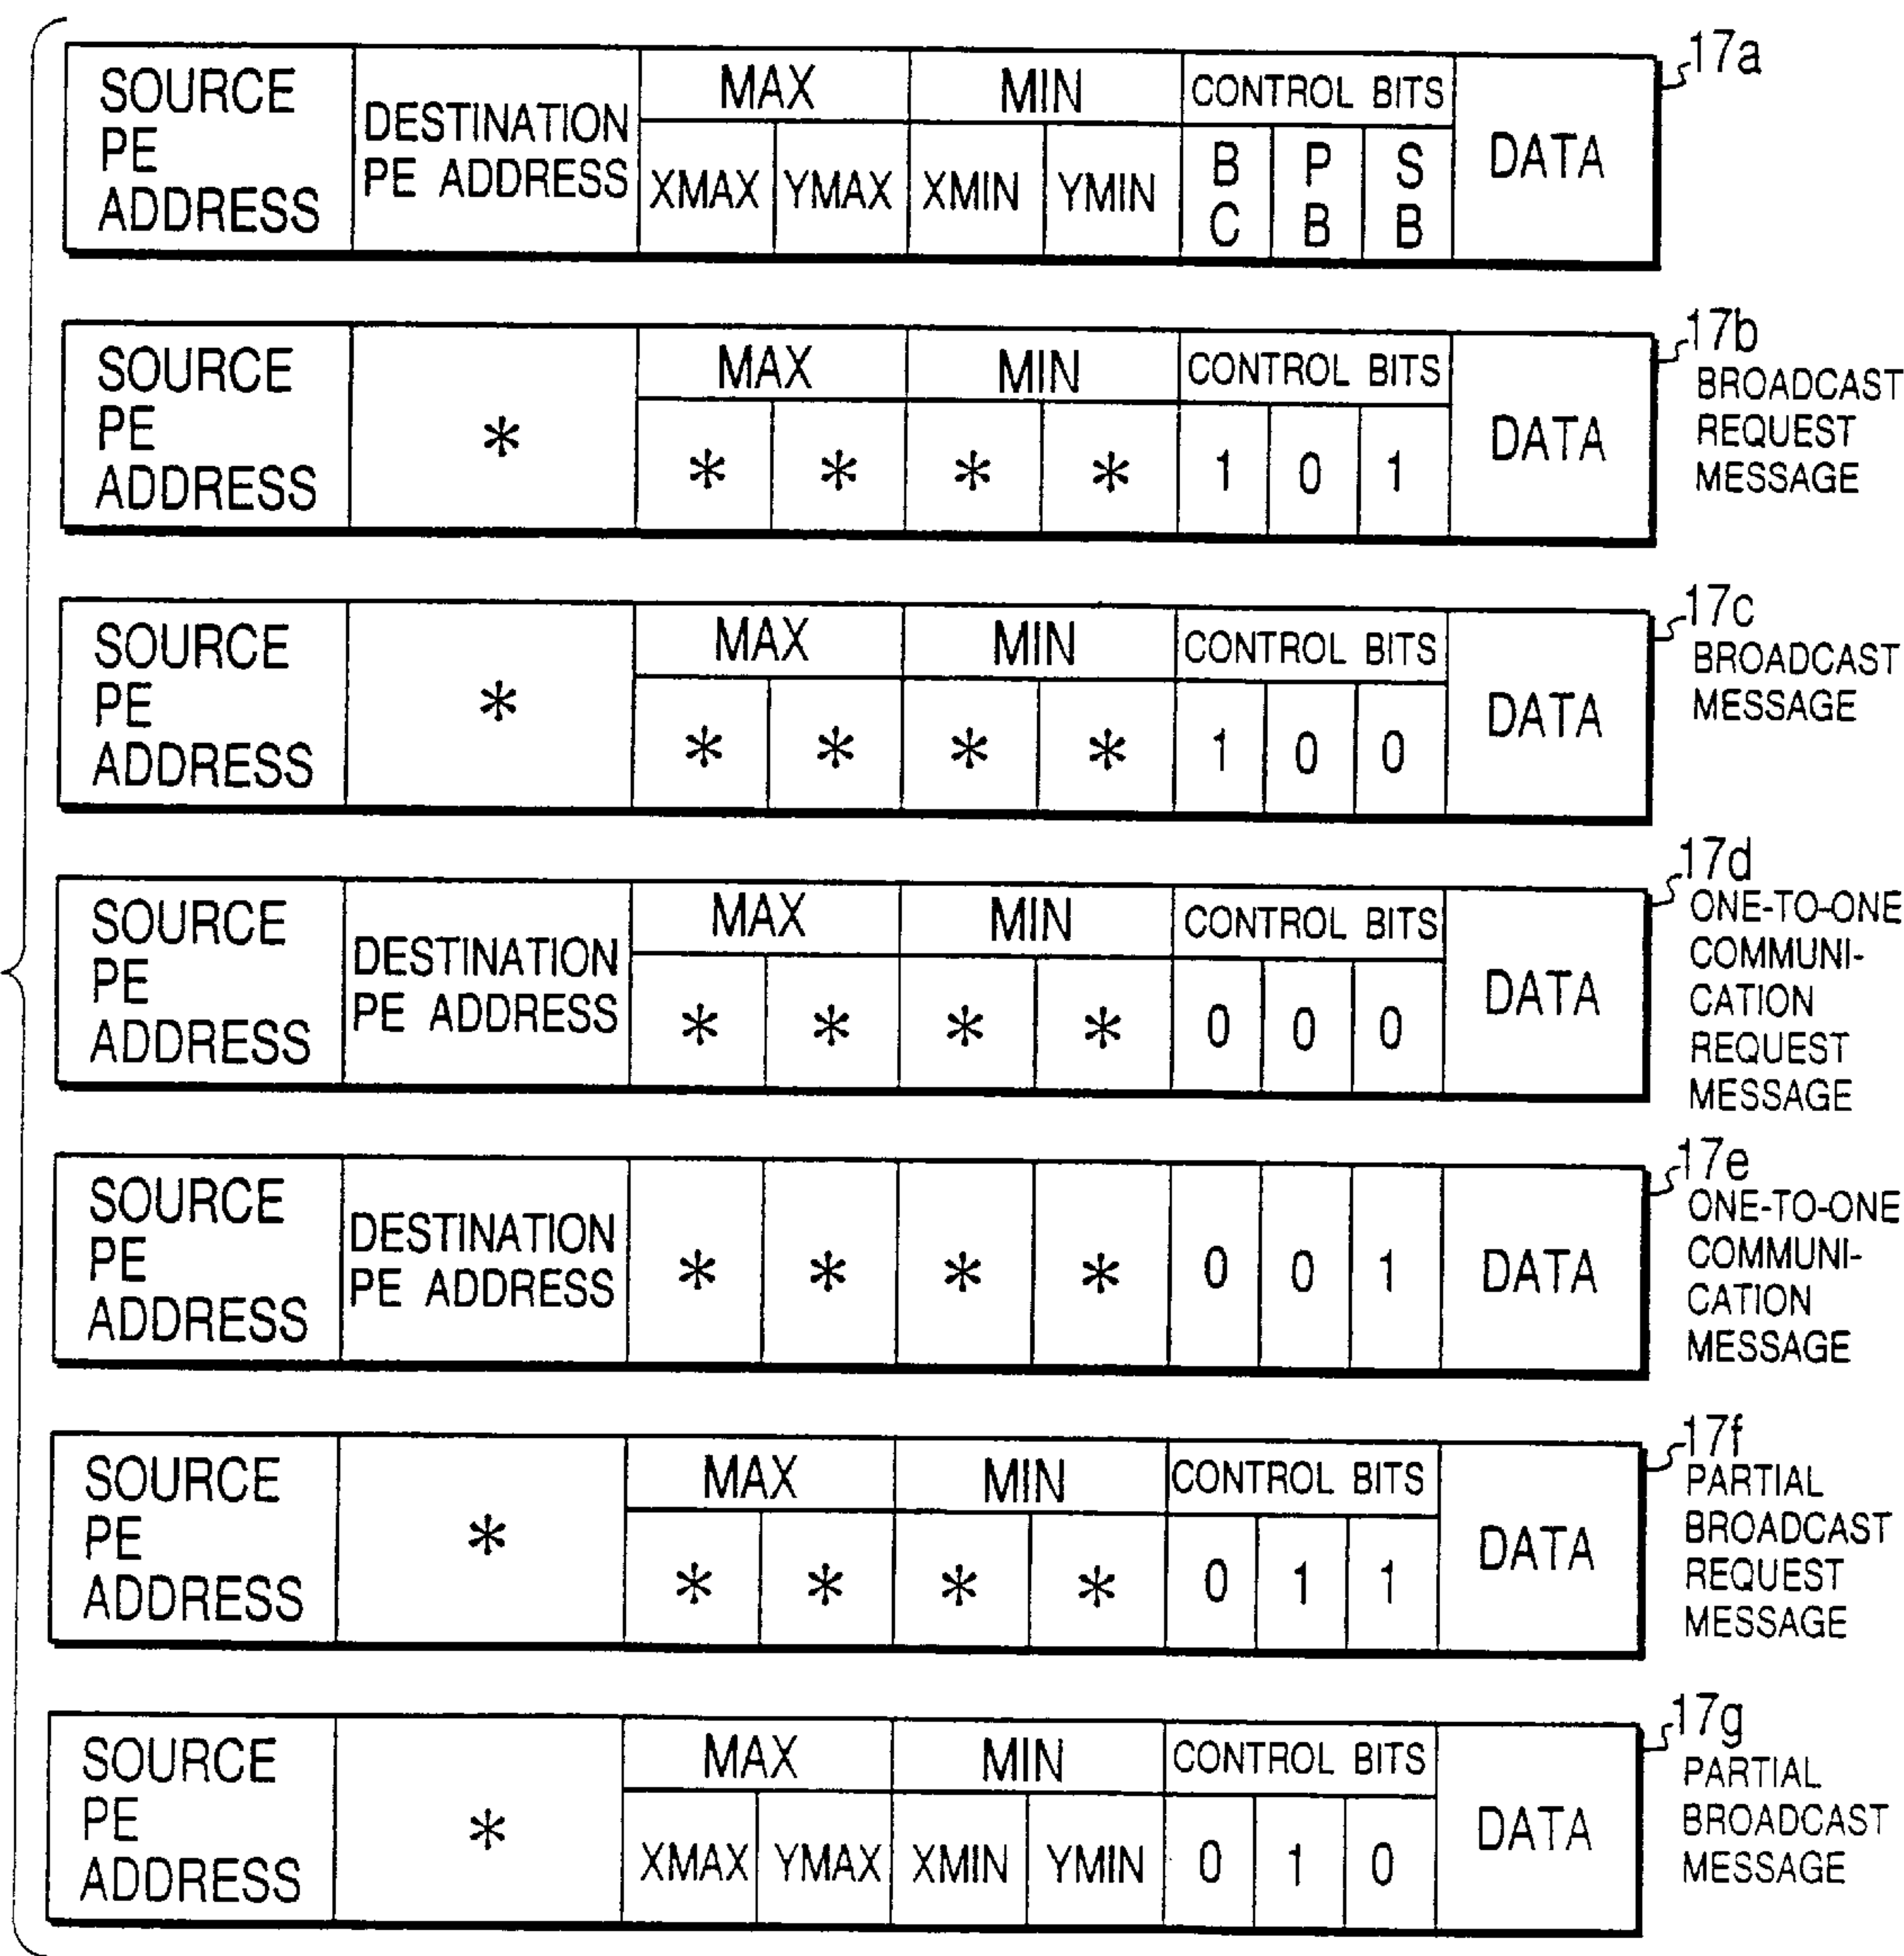 17a
SOURCE PE ADDRESS
DESTINATION PE ADDRESS
MAX
MIN
CONTROL BITS
XMAX YMAX XMIN YMIN
BC PB SB
DATA
17b
BROADCAST REQUEST MESSAGE
SOURCE PE ADDRESS
*
MAX
MIN
CONTROL BITS
* * * * 1 0 1
DATA
17c
BROADCAST MESSAGE
SOURCE PE ADDRESS
*
MAX
MIN
CONTROL BITS
* * * * 1 0 0
DATA
17d
ONE-TO-ONE COMMUNI-
CATION REQUEST MESSAGE
SOURCE PE ADDRESS
DESTINATION PE ADDRESS
MAX
MIN
CONTROL BITS
* * * * 0 0 0
DATA
17e
ONE-TO-ONE COMMUNI-
CATION MESSAGE
SOURCE PE ADDRESS
DESTINATION PE ADDRESS
* * * * 0 0 1
DATA
17f
PARTIAL BROADCAST REQUEST MESSAGE
SOURCE PE ADDRESS
*
MAX
MIN
CONTROL BITS
* * * * 0 1 1
DATA
17g
PARTIAL BROADCAST MESSAGE
SOURCE PE ADDRESS
*
MAX
MIN
CONTROL BITS
XMAX YMAX XMIN YMIN 0 1 0
DATA